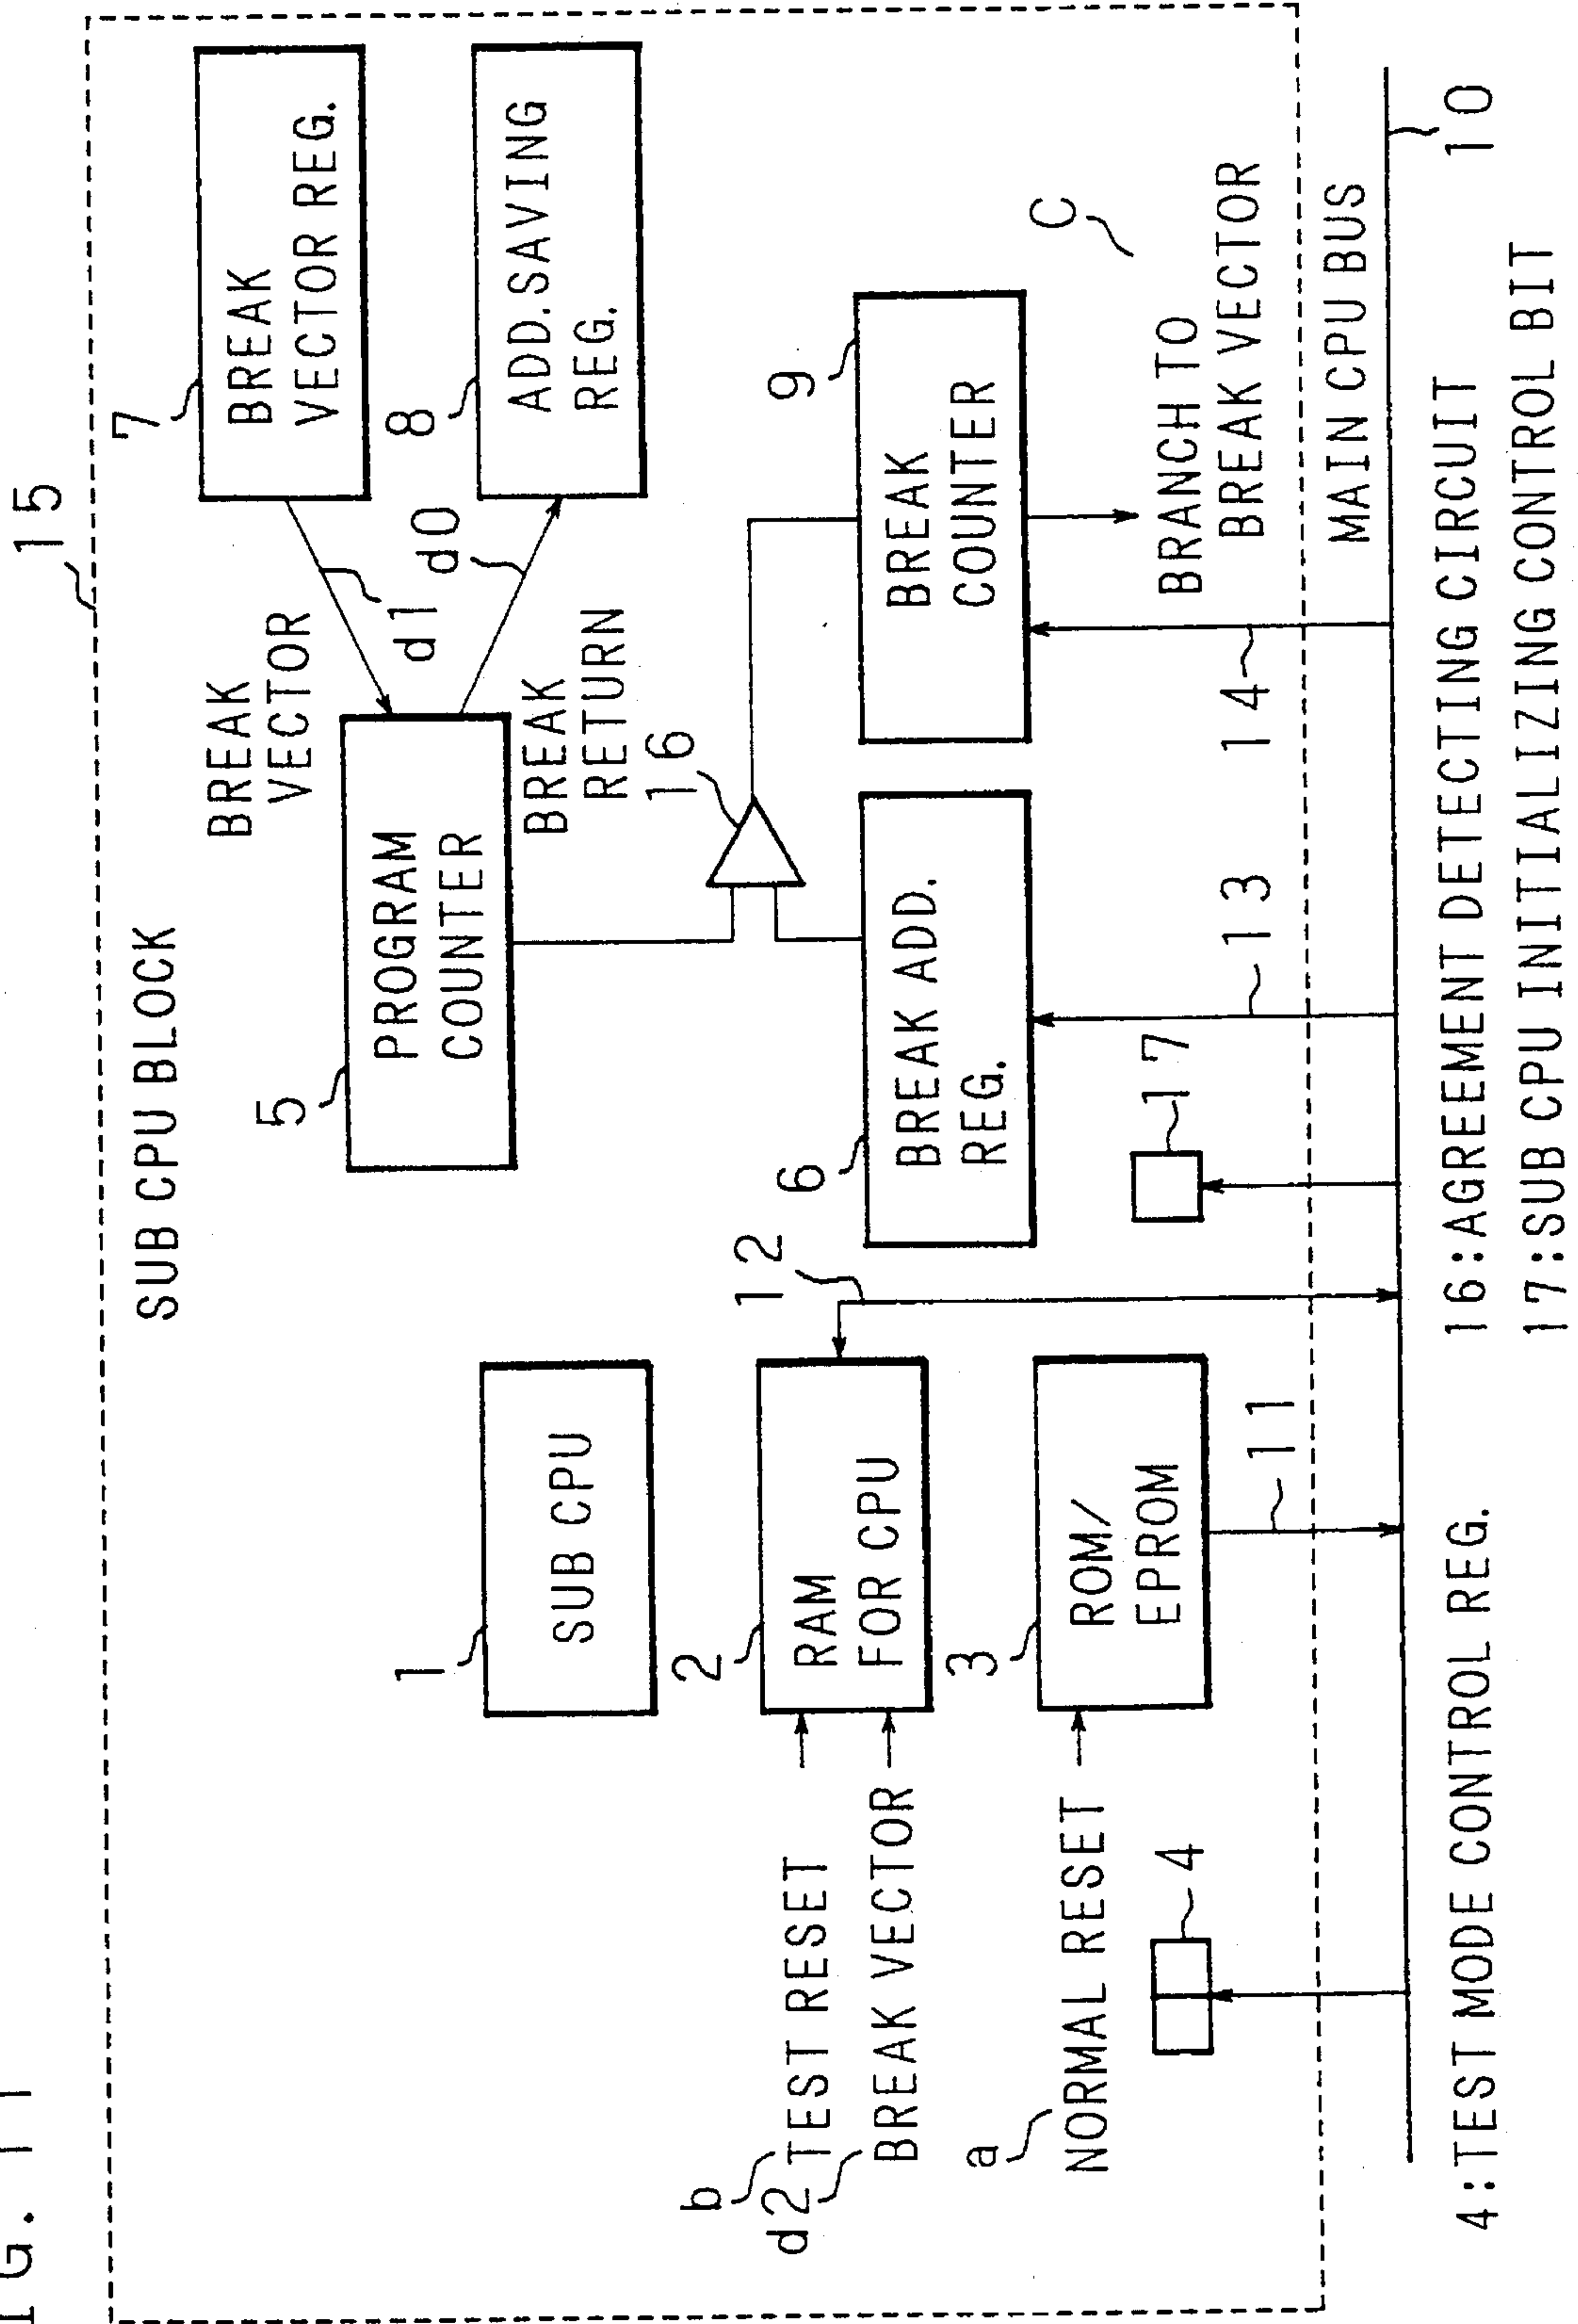 IG. 11
15
SUB CPU BLOCK
BREAK
VECTOR
7
BREAK
VECTOR REG.
5
PROGRAM
COUNTER
d1
d0
8
ADD.SAVING
REG.
BREAK
RETURN
1
SUB CPU
16
b
TEST RESET
d2
BREAK VECTOR
2
RAM
FOR CPU
12
6
BREAK ADD.
REG.
9
BREAK
COUNTER
a
NORMAL RESET
3
ROM/
EPROM
C
BRANCH TO
BREAK VECTOR
4
11
17
13
14
MAIN CPU BUS
10
4:TEST MODE CONTROL REG.
16:AGREEMENT DETECTING CIRCUIT
17:SUB CPU INITIALIZING CONTROL BIT